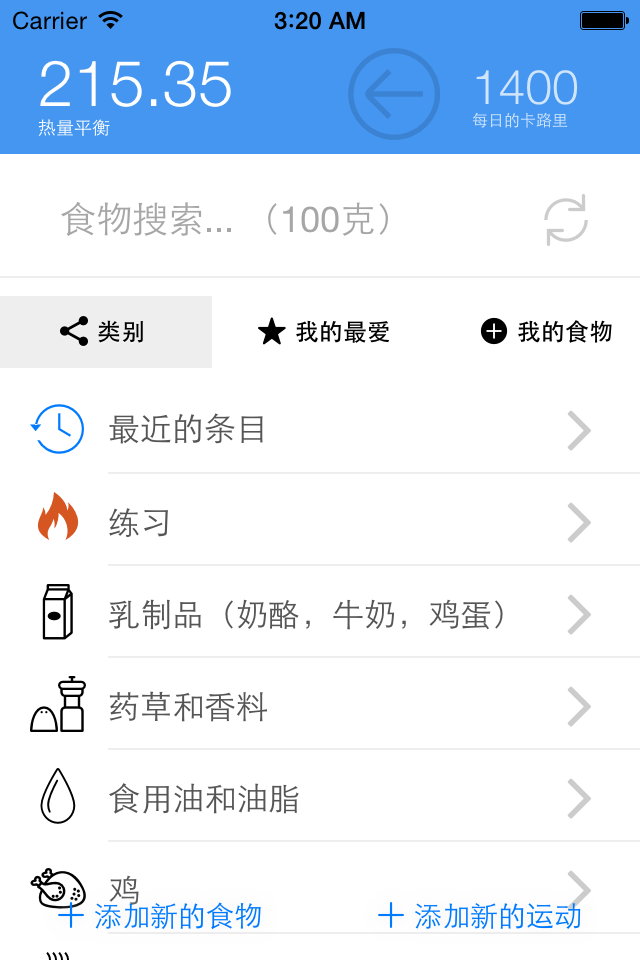 Carrier 3:20 AM
215.35 1400
热量平衡 每日的卡路里
食物搜索... （100克）
类别 我的最爱 我的食物
最近的条目
练习
乳制品（奶酪，牛奶，鸡蛋）
药草和香料
食用油和油脂
鸡
添加新的食物 添加新的运动